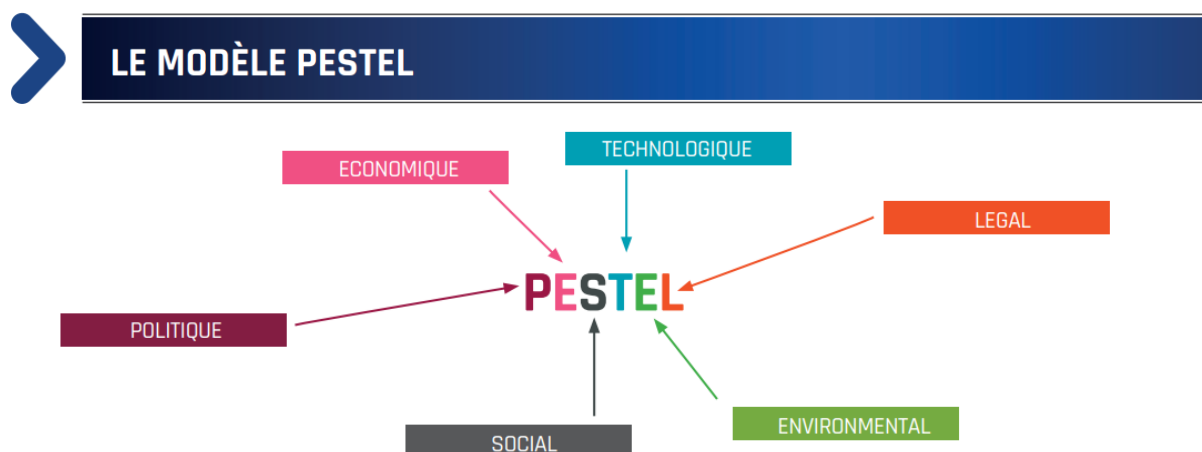 LE MODÈLE PESTEL
TECHNOLOGIQUE
ECONOMIQUE
LEGAL
PESTEL
POLITIQUE
ENVIRONMENTAL
SOCIAL